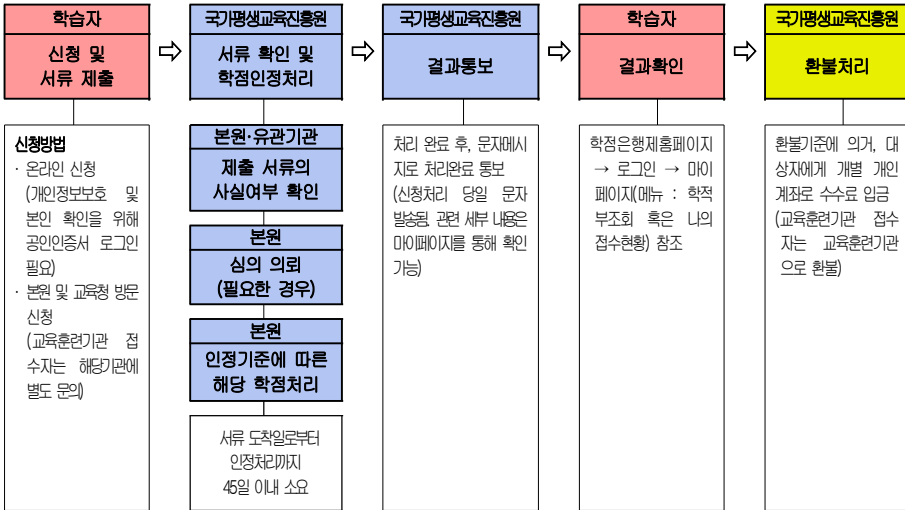 학습자
신청 및
서류 제출
신청방법
· 온라인 신청
(개인정보보호 및
본인 확인을 위해
공인인증서 로그인
필요)
· 본원 및 교육청 방문
신청
(교육훈련기관 접
수자는 해당기관에
별도 문의)
국가평생교육진흥원
서류 확인 및
학점인정처리
본원·유관기관
제출 서류의
사실여부 확인
본원
심의 의뢰
(필요한 경우)
본원
인정기준에 따른
해당 학점처리
서류 도착일로부터
인정처리까지
45일 이내 소요
국가평생교육진흥원
결과통보
처리 완료 후, 문자메시
지로 처리완료 통보
(신청처리 당일 문자
발송됨. 관련 세부 내용은
마이페이지를 통해 확인
가능)
학습자
결과확인
학점은행제홈페이지
→ 로그인 → 마이
페이지(메뉴 : 학적
부조회 혹은 나의
접수현황) 참조
국가평생교육진흥원
환불처리
환불기준에 의거, 대
상자에게 개별 개인
계좌로 수수료 입금
(교육훈련기관 접수
자는 교육훈련기관
으로 환불)